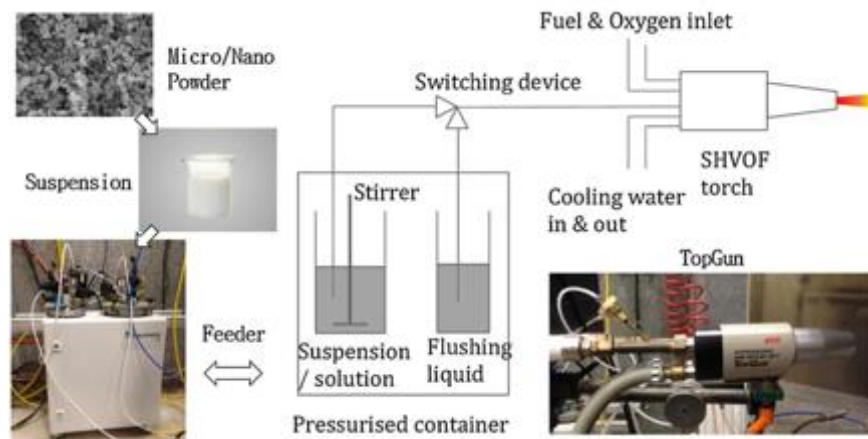 Micro/Nano
Powder
Suspension
Feeder
Switching device
Stirrer
Suspension
/ solution
Flushing
liquid
Pressurised container
Fuel & Oxygen inlet
SHVOF
torch
Cooling water
in & out
TopGun